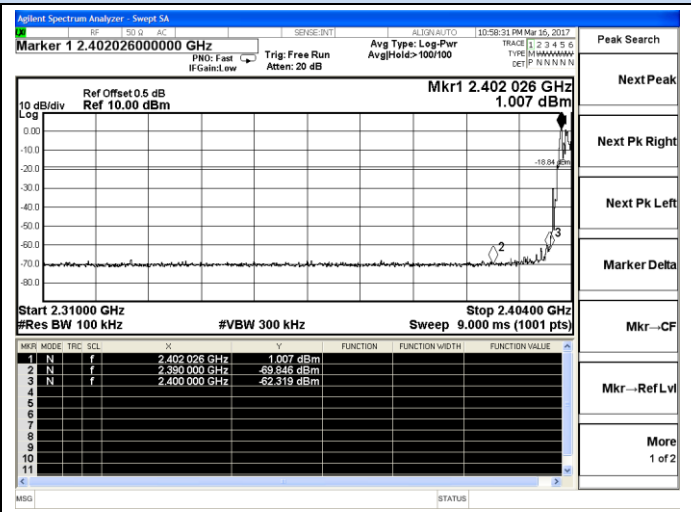 Agilent Spectrum Analyzer - Swept SA
RF 50 Ω AC SENSE:INT ALIGNAUTO 10:58:31 PM Mar 16, 2017
Marker 1 2.402026000000 GHz
PNO: Fast
IFGain:Low
Trig: Free Run
Atten: 20 dB
Avg Type: Log-Pwr
Avg|Hold:> 100/100
TRACE 1 2 3 4 5 6
TYPE M WWWWW
DET P N N N N N
Peak Search
Next Peak
Next Pk Right
Next Pk Left
Marker Delta
Mkr→CF
Mkr→Ref Lvl
More
1 of 2
Ref Offset 0.5 dB
10 dB/div Ref 10.00 dBm
Log
Mkr1 2.402 026 GHz
1.007 dBm
0.00
-10.0
-20.0
-30.0
-40.0
-50.0
-60.0
-70.0
-80.0
-18.84 dBm
2
3
Start 2.31000 GHz Stop 2.40400 GHz
#Res BW 100 kHz #VBW 300 kHz Sweep 9.000 ms (1001 pts)
MKR MODE TRC SCL X Y FUNCTION FUNCTION WIDTH FUNCTION VALUE
1 N f 2.402 026 GHz 1.007 dBm
2 N f 2.390 000 GHz -69.846 dBm
3 N f 2.400 000 GHz -62.319 dBm
4
5
6
7
8
9
10
11
MSG STATUS